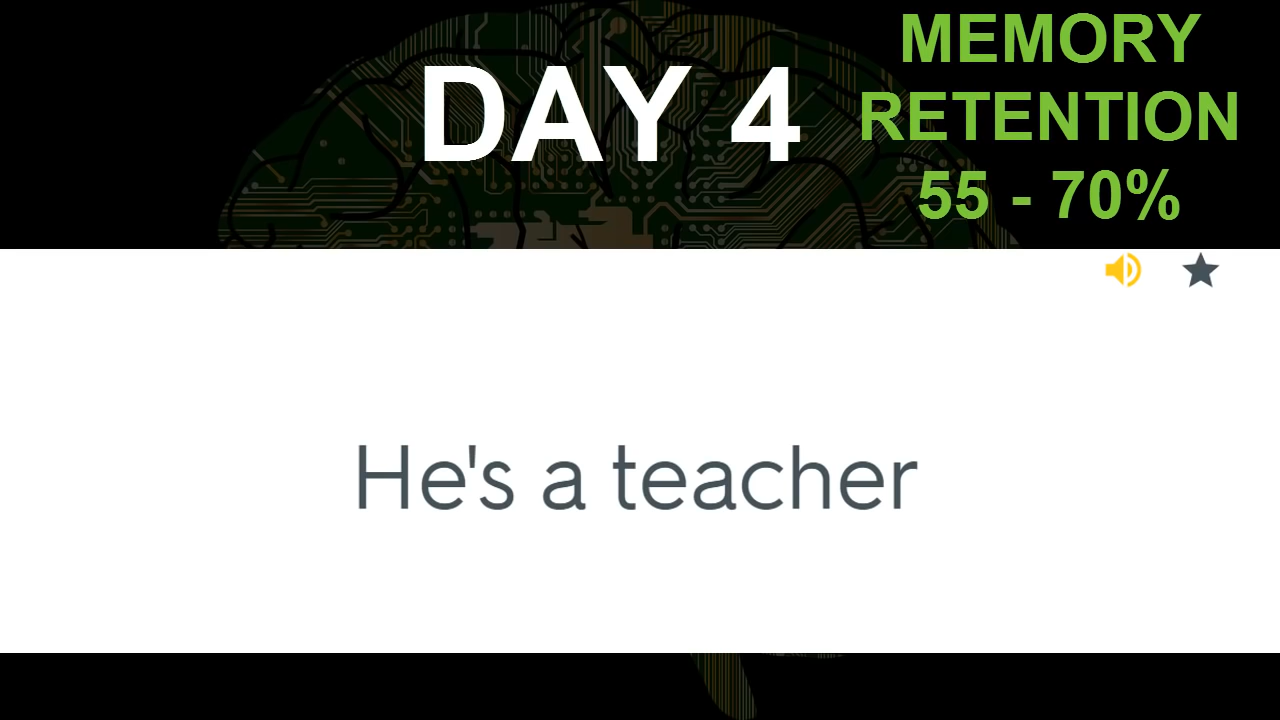 DAY 4
MEMORY
RETENTION
55 - 70%
He's a teacher